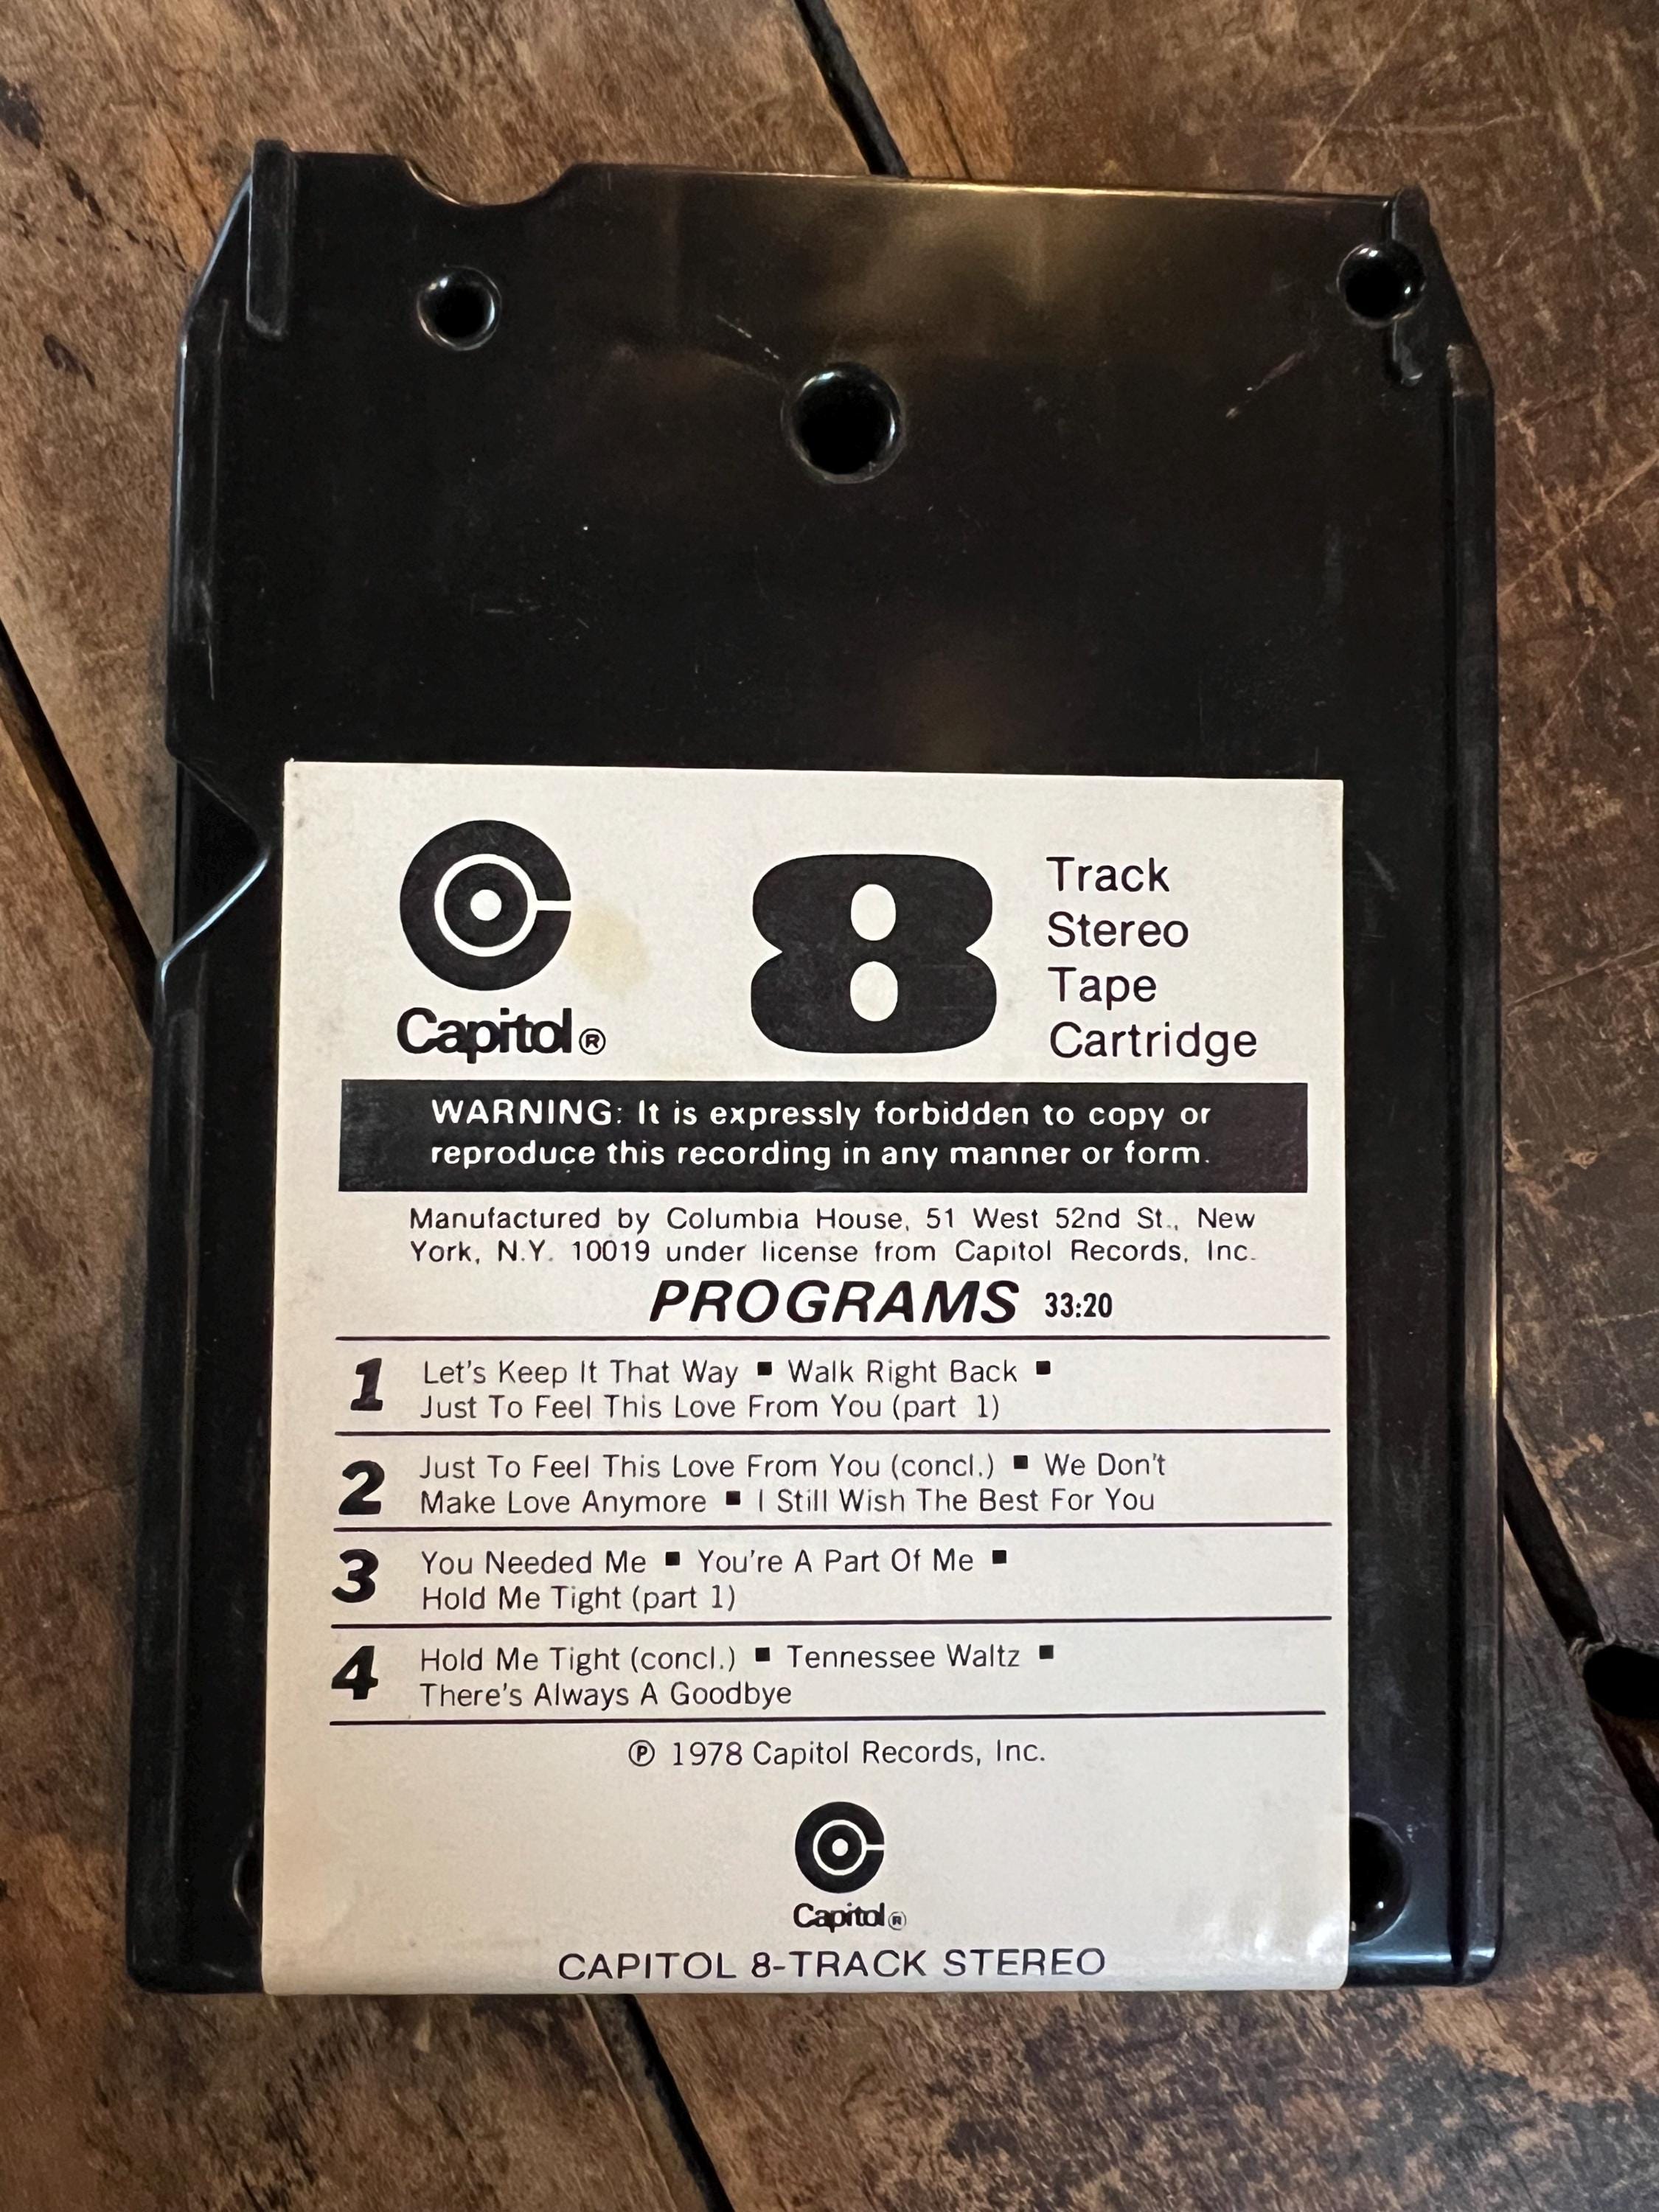 Capitol®
8
Track
Stereo
Tape
Cartridge
WARNING: It is expressly forbidden to copy or
reproduce this recording in any manner or form.
Manufactured by Columbia House, 51 West 52nd St., New
York, N.Y. 10019 under license from Capitol Records, Inc.
PROGRAMS 33:20
1 Let's Keep It That Way ■ Walk Right Back ■
Just To Feel This Love From You (part 1)
2 Just To Feel This Love From You (concl.) ■ We Don't
Make Love Anymore ■ I Still Wish The Best For You
3 You Needed Me ■ You're A Part Of Me ■
Hold Me Tight (part 1)
4 Hold Me Tight (concl.) ■ Tennessee Waltz ■
There's Always A Goodbye
℗ 1978 Capitol Records, Inc.
Capitol®
CAPITOL 8-TRACK STEREO